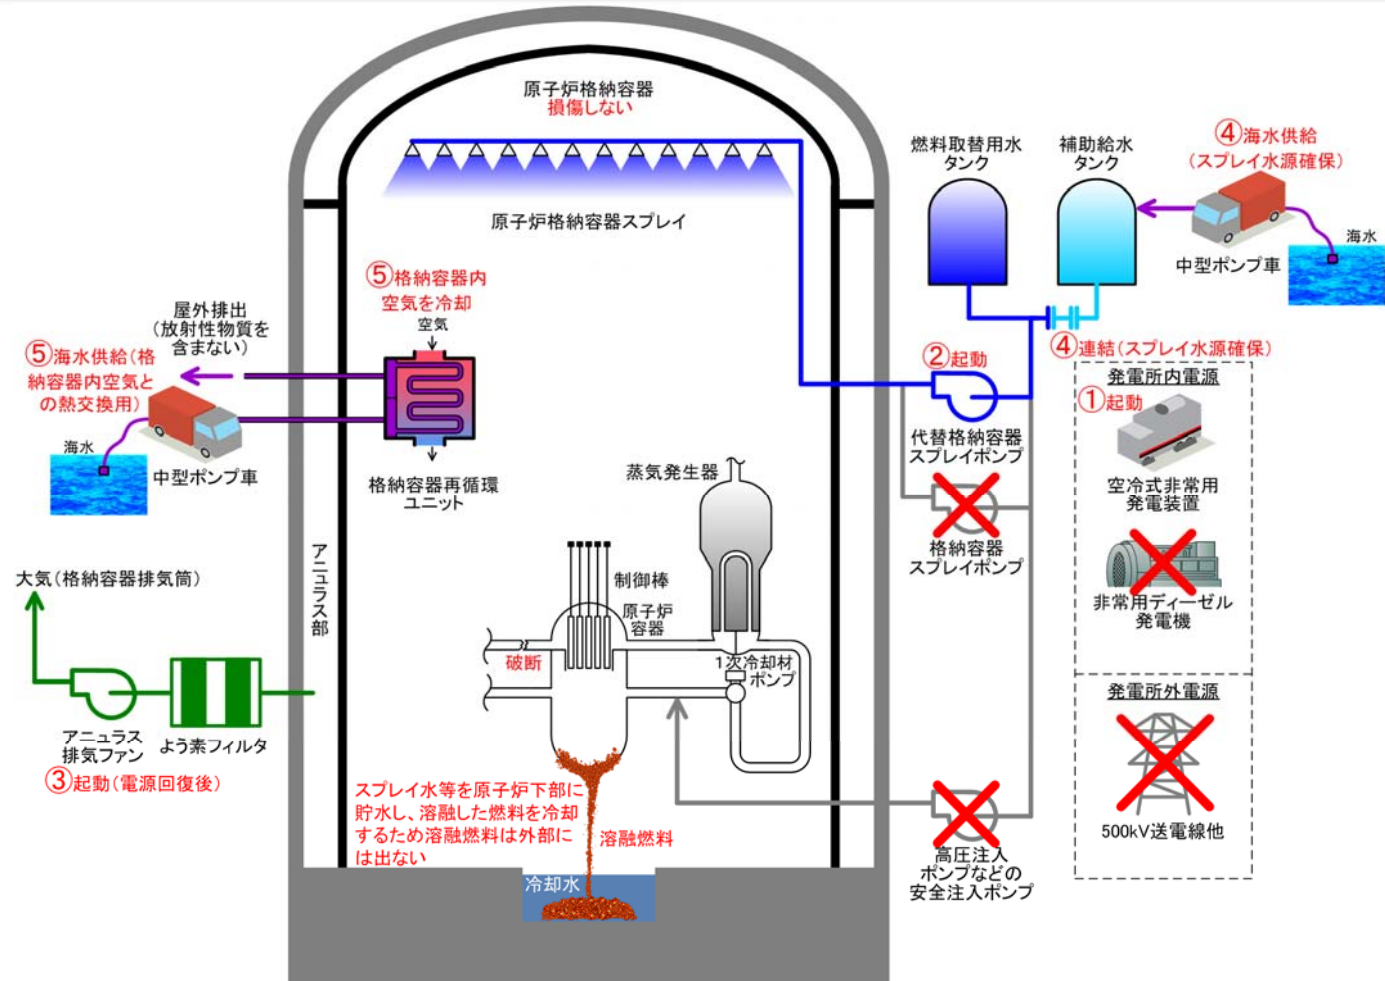 原子炉格納容器
損傷しない
原子炉格納容器スプレイ
⑤格納容器内
空気を冷却
空気
格納容器再循環
ユニット
屋外排出
(放射性物質を
含まない)
⑤海水供給(格
納容器内空気と
の熱交換用)
海水
中型ポンプ車
大気(格納容器排気筒)
アニュラス
排気ファン
よう素フィルタ
③起動(電源回復後)
アニュラス部
蒸気発生器
制御棒
原子炉
容器
破断
1次冷却材
ポンプ
スプレイ水等を原子炉下部に
貯水し、溶融した燃料を冷却
するため溶融燃料は外部に
は出ない
溶融燃料
冷却水
燃料取替用水
タンク
補助給水
タンク
④海水供給
(スプレイ水源確保)
海水
中型ポンプ車
②起動
④連結(スプレイ水源確保)
代替格納容器
スプレイポンプ
格納容器
スプレイポンプ
高圧注入
ポンプなどの
安全注入ポンプ
発電所内電源
①起動
空冷式非常用
発電装置
非常用ディーゼル
発電機
発電所外電源
500kV送電線他